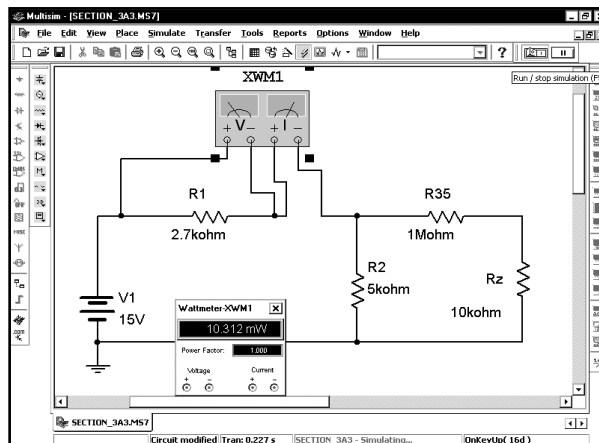 Multisim - [SECTION_3A3.MS7]
File Edit View Place Simulate Transfer Tools Reports Options Window Help
Run / stop simulation (F
XWM1
V I
+ - + -
R1
2.7kohm
R35
1Mohm
R2
5kohm
Rz
10kohm
V1
15V
Wattmeter-XWM1
10.312 mW
Power Factor: 1.000
Voltage Current
+ - + -
SECTION_3A3.MS7
Circuit modified Tran: 0.227 s SECTION_3A3 - Simulating... OnKeyUp( 16d )